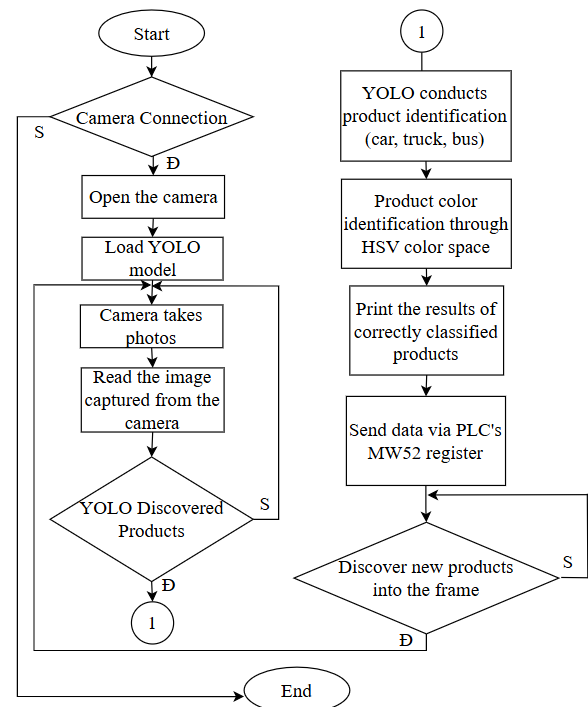 Start
Camera Connection
S
Đ
Open the camera
Load YOLO
model
Camera takes
photos
Read the image
captured from the
camera
YOLO Discovered
Products
S
Đ
1
End
1
YOLO conducts
product identification
(car, truck, bus)
Product color
identification through
HSV color space
Print the results of
correctly classified
products
Send data via PLC's
MW52 register
Discover new products
into the frame
S
Đ